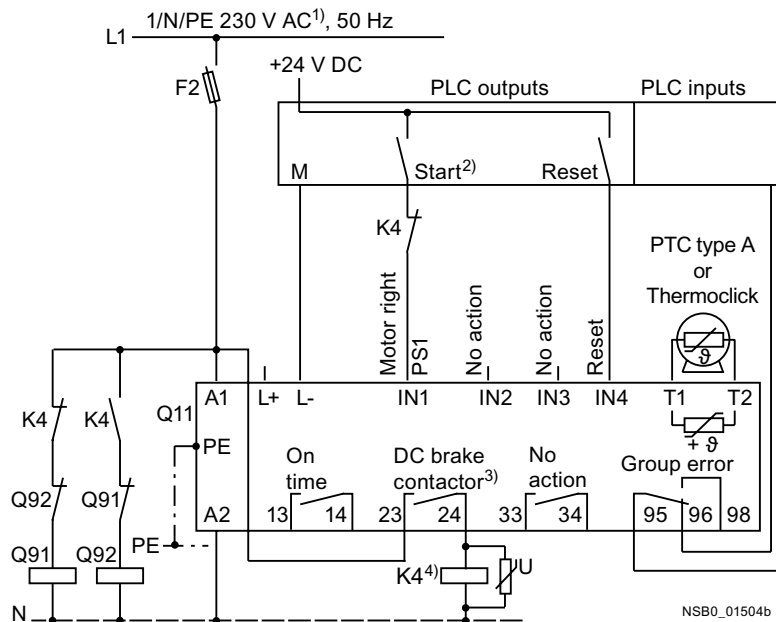 1/N/PE 230 V AC1), 50 Hz
L1
+24 V DC
F2
PLC outputs
PLC inputs
M
Start2)
Reset
K4
PTC type A
or
Thermoclick
Motor right
PS1
No action
No action
Reset
ϑ
A1
L+
L-
IN1
IN2
IN3
IN4
T1
T2
K4
K4
Q11
PE
+ ϑ
On
time
DC brake
contactor3)
No
action
Group error
Q92
Q91
A2
13
14
23
24
33
34
95
96
98
PE
Q91
Q92
K44)
U
N
NSB0_01504b